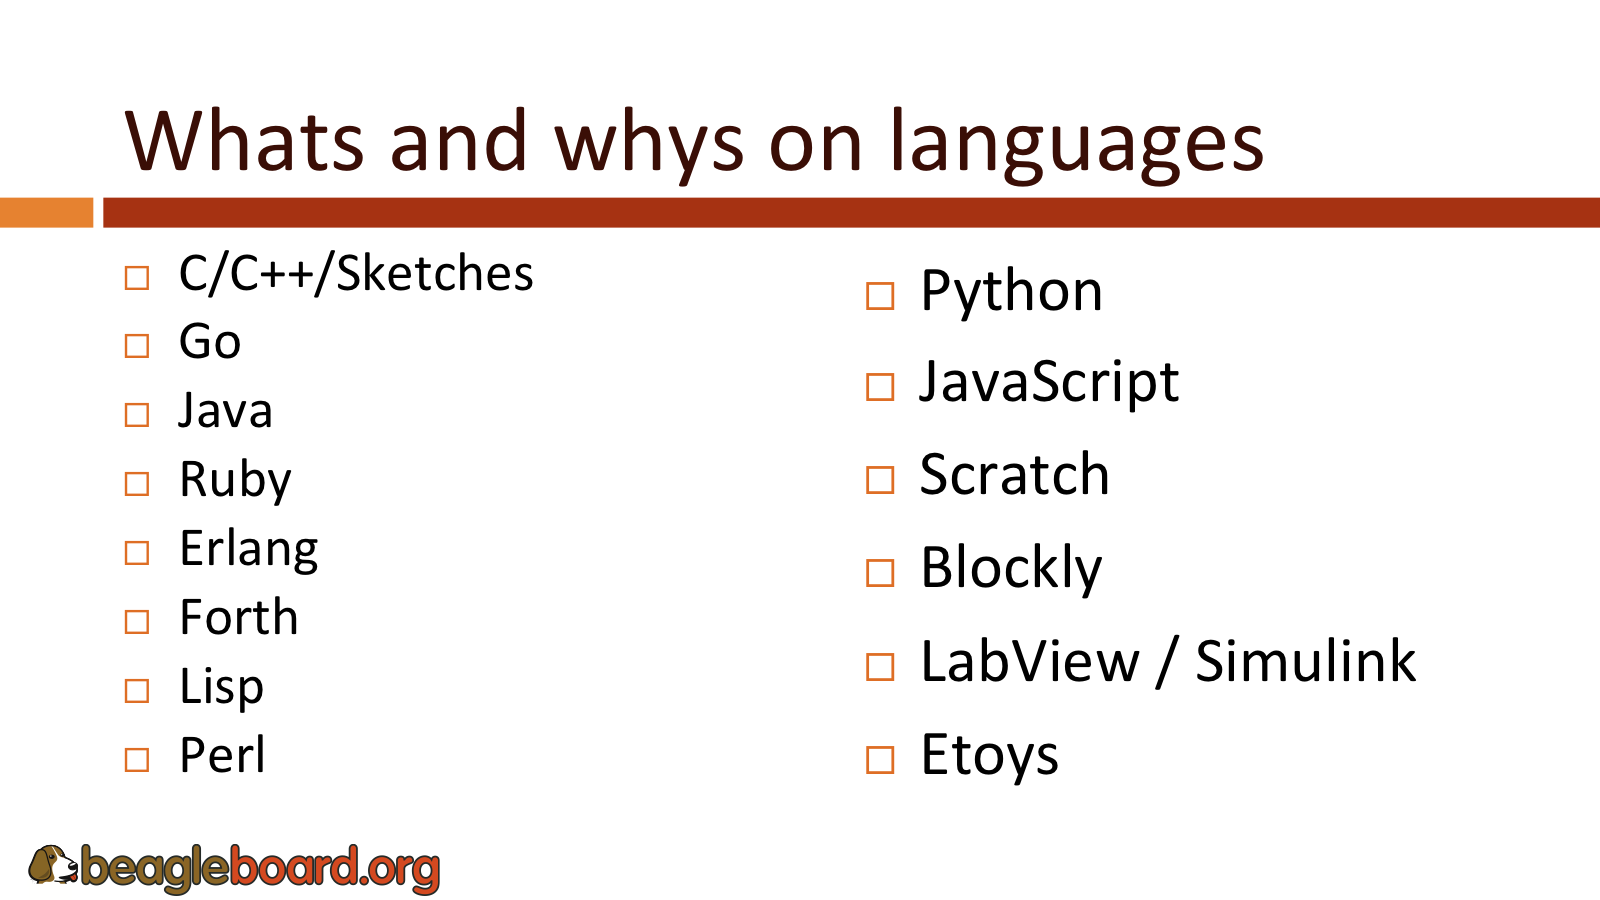 Whats and whys on languages
C/C++/Sketches
Go
Java
Ruby
Erlang
Forth
Lisp
Perl
Python
JavaScript
Scratch
Blockly
LabView / Simulink
Etoys
beagleboard.org